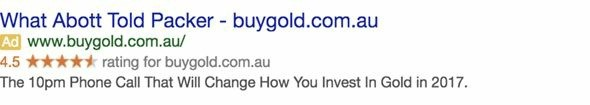 What Abott Told Packer - buygold.com.au
Ad www.buygold.com.au/
4.5 ★★★★★ rating for buygold.com.au
The 10pm Phone Call That Will Change How You Invest In Gold in 2017.